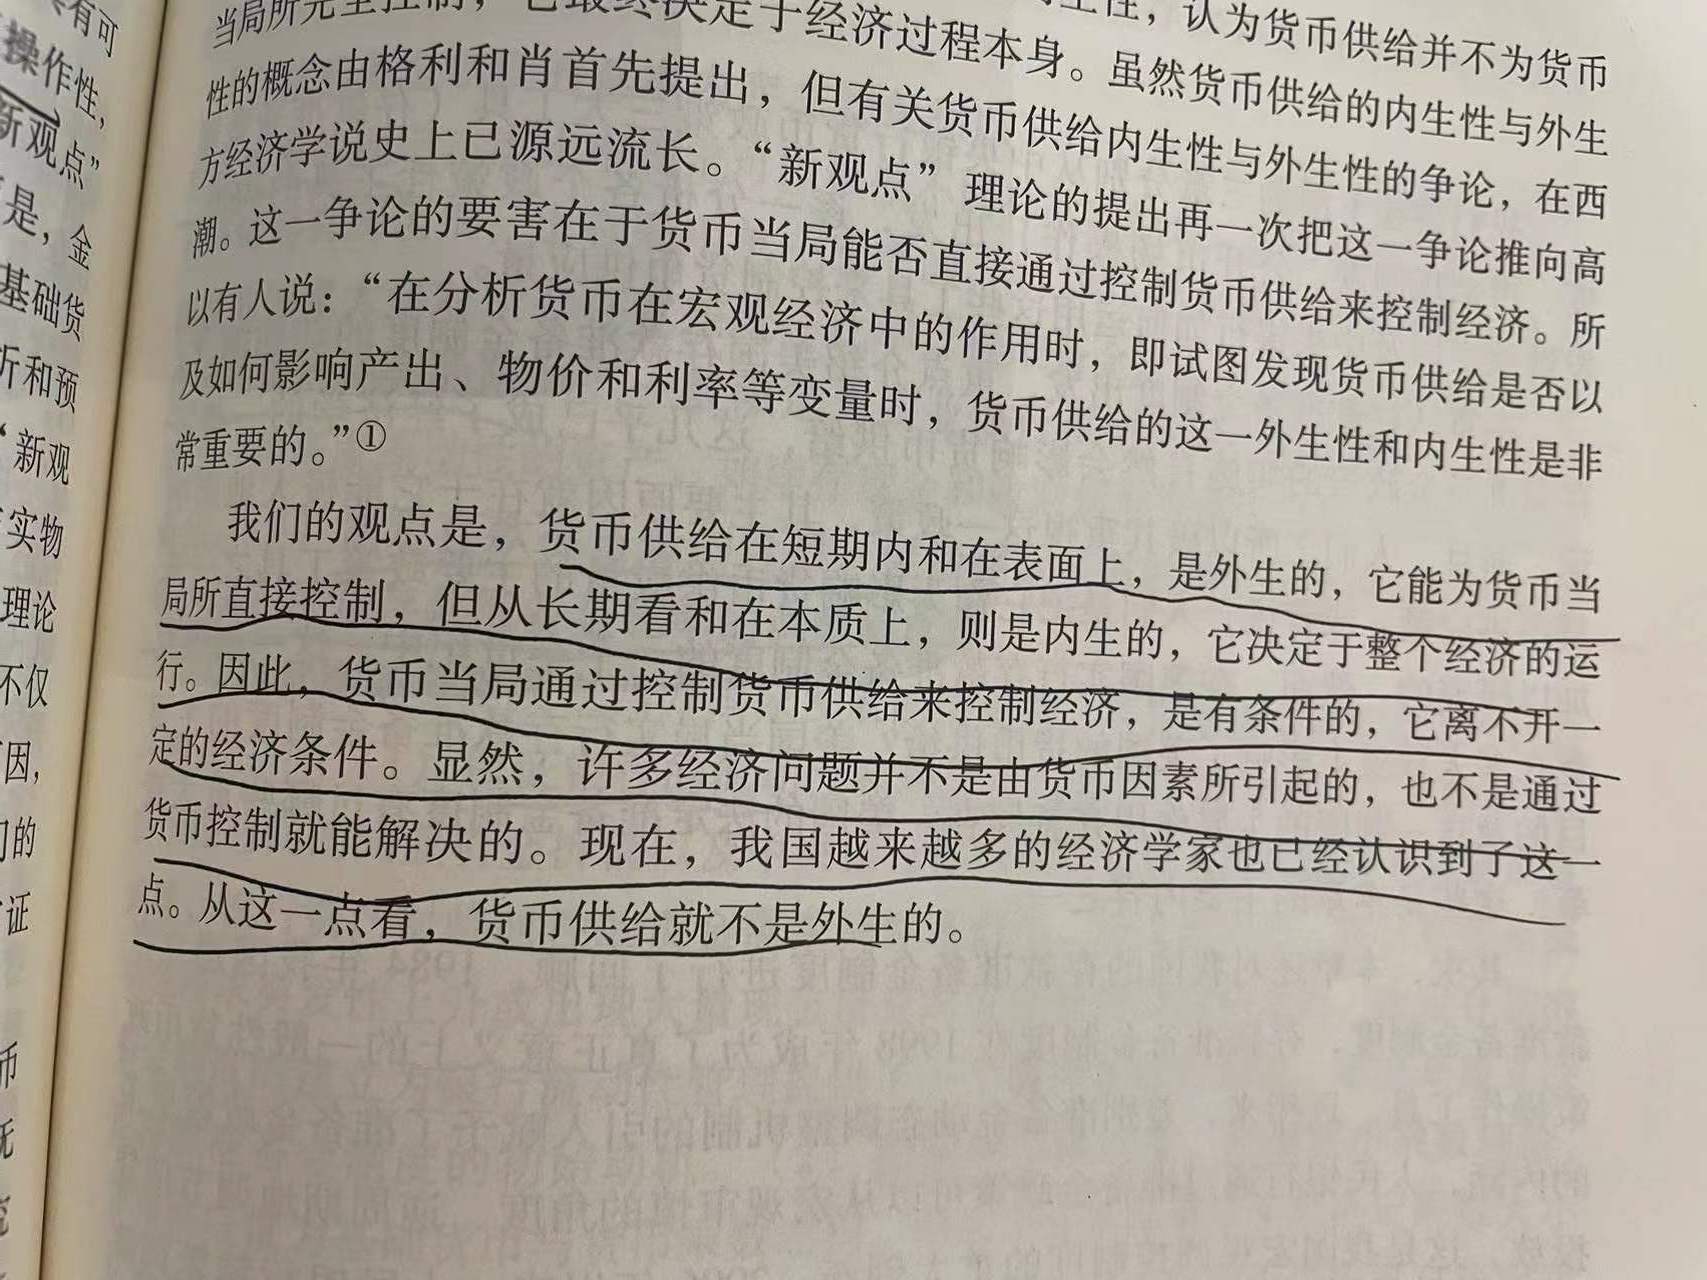 具有可
操作性，
新观点”
是，金
基础货
析和预
“新观
实物
理论
不仅
因，
们的
证
币
当局所完全控制，它最终决定于经济过程本身。虽然货币供给的内生性与外生
生性，认为货币供给并不为货币
性的概念由格利和肖首先提出，但有关货币供给内生性与外生性的争论，在西
方经济学说史上已源远流长。“新观点”理论的提出再一次把这一争论推向高
潮。这一争论的要害在于货币当局能否直接通过控制货币供给来控制经济。所
以有人说：“在分析货币在宏观经济中的作用时，即试图发现货币供给是否以
及如何影响产出、物价和利率等变量时，货币供给的这一外生性和内生性是非
常重要的。”①
我们的观点是，货币供给在短期内和在表面上，是外生的，它能为货币当
局所直接控制，但从长期看和在本质上，则是内生的，它决定于整个经济的运
行。因此，货币当局通过控制货币供给来控制经济，是有条件的，它离不开一
定的经济条件。显然，许多经济问题并不是由货币因素所引起的，也不是通过
货币控制就能解决的。现在，我国越来越多的经济学家也已经认识到了这一
点。从这一点看，货币供给就不是外生的。